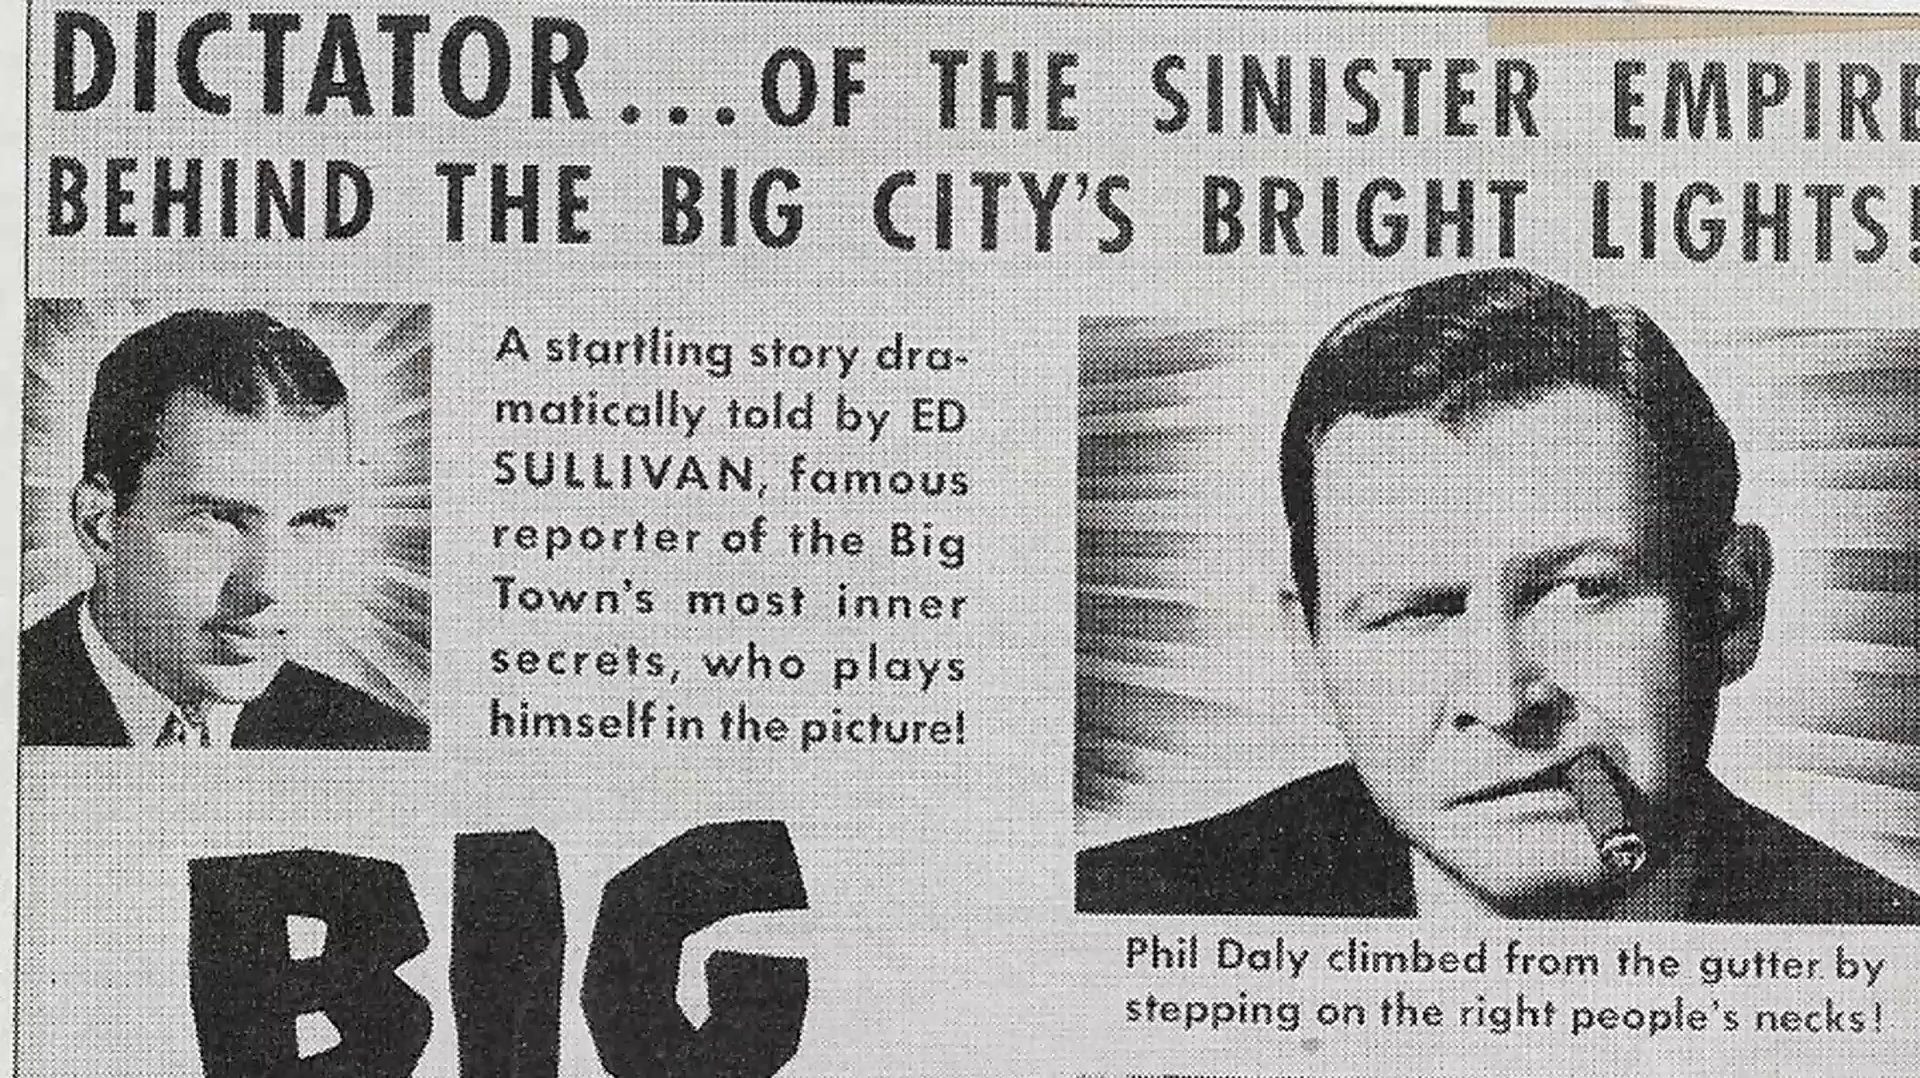 DICTATOR...OF THE SINISTER EMPIRE
BEHIND THE BIG CITY'S BRIGHT LIGHTS!
A startling story dra-
matically told by ED
SULLIVAN, famous
reporter of the Big
Town's most inner
secrets, who plays
himself in the picture!
BIG
Phil Daly climbed from the gutter by
stepping on the right people's necks!